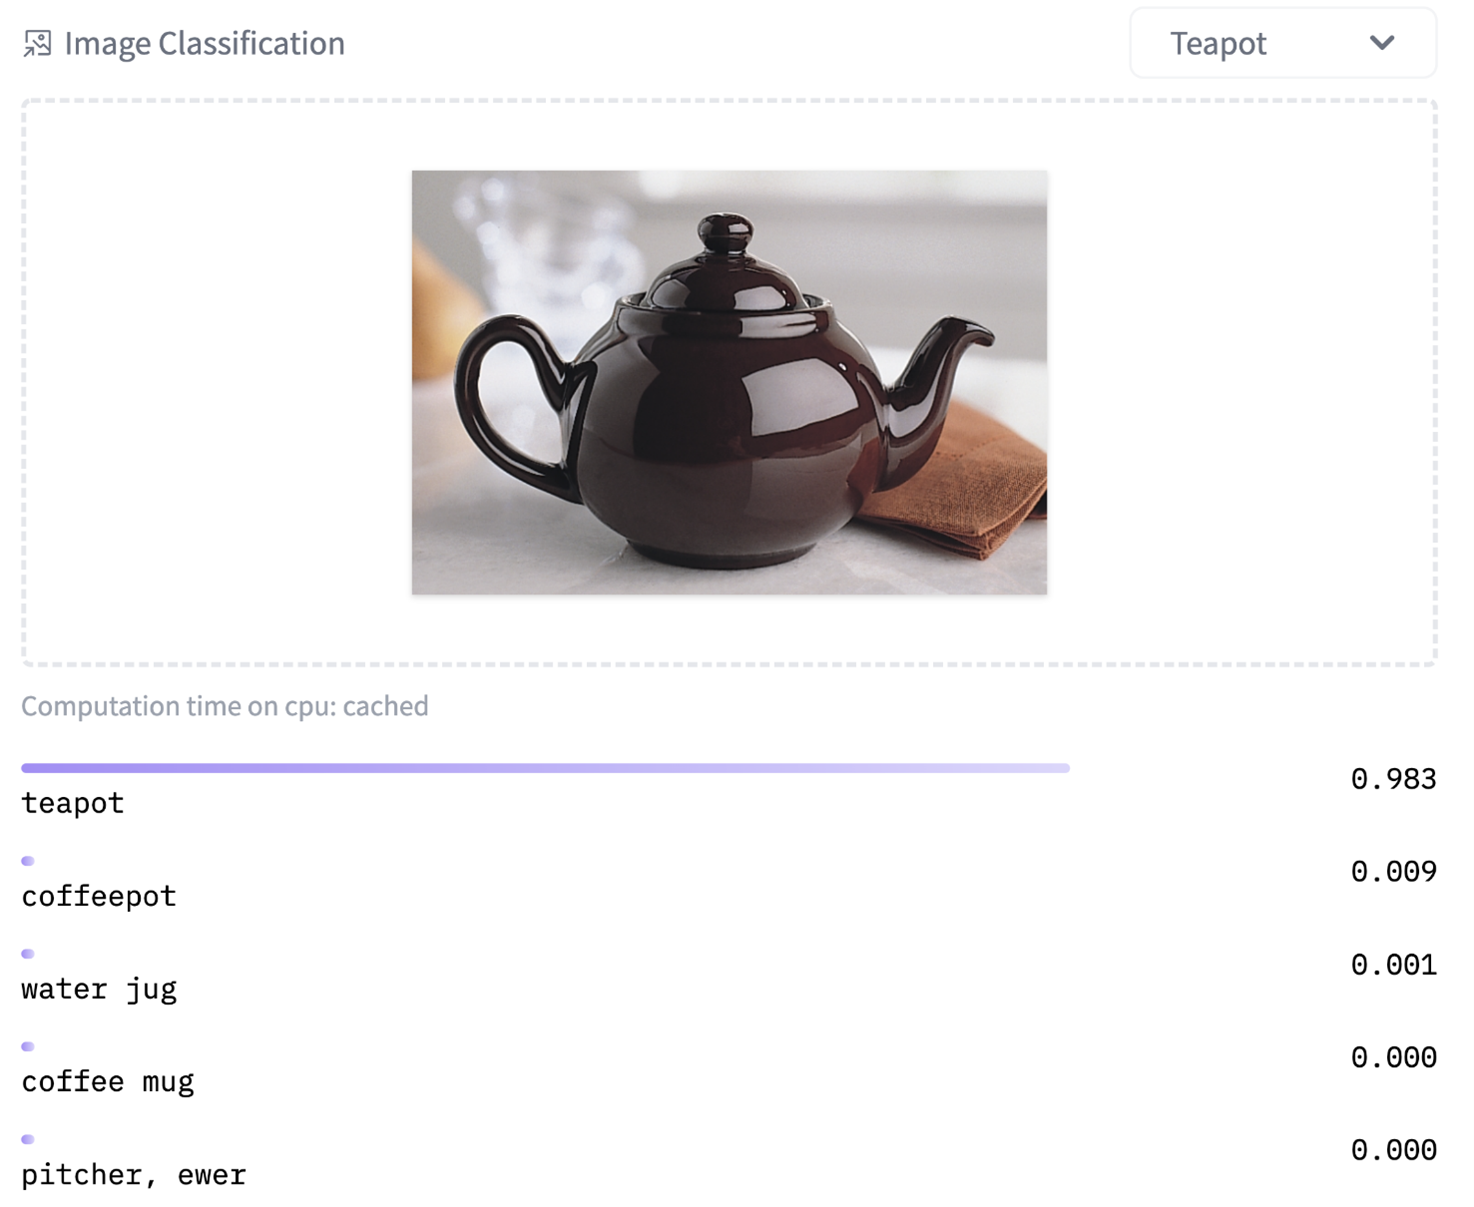 Image Classification
Teapot
Computation time on cpu: cached
0.983
teapot
0.009
coffeepot
0.001
water jug
0.000
coffee mug
0.000
pitcher, ewer